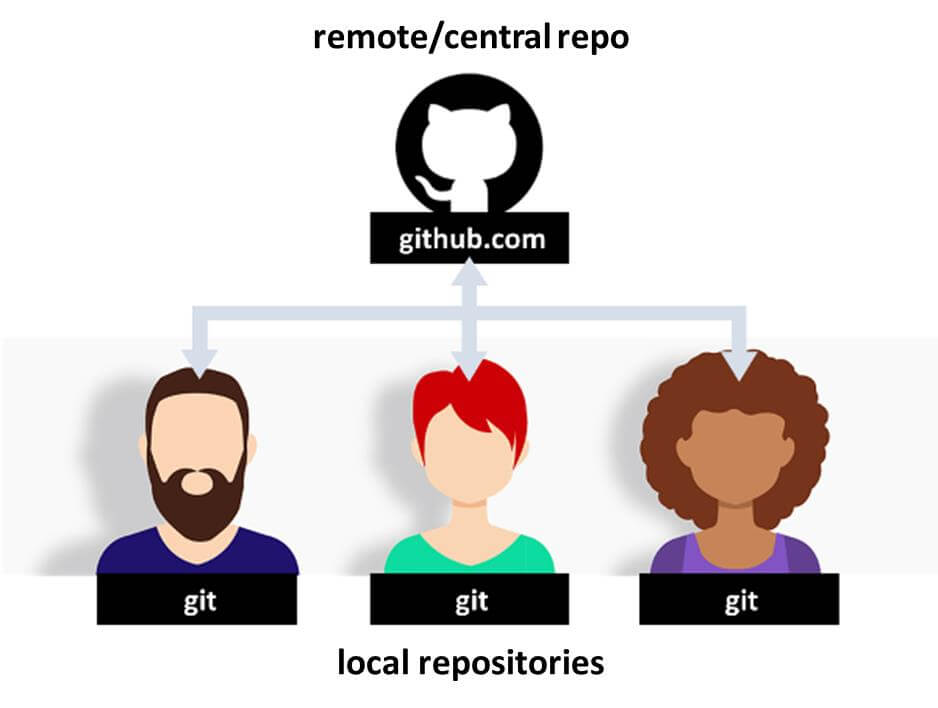 remote/central repo
github.com
git
git
git
local repositories